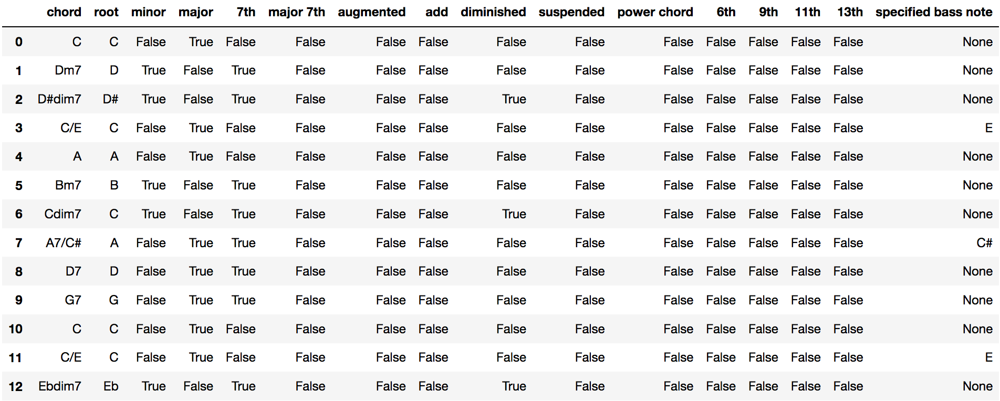 chord root minor major 7th major 7th augmented add diminished suspended power chord 6th 9th 11th 13th specified bass note
0 C C False True False False False False False False False False False False False None
1 Dm7 D True False True False False False False False False False False False False None
2 D#dim7 D# True False True False False False True False False False False False False None
3 C/E C False True False False False False False False False False False False False E
4 A A False True False False False False False False False False False False False None
5 Bm7 B True False True False False False False False False False False False False None
6 Cdim7 C True False True False False False True False False False False False False None
7 A7/C# A False True True False False False False False False False False False False C#
8 D7 D False True True False False False False False False False False False False None
9 G7 G False True True False False False False False False False False False False None
10 C C False True False False False False False False False False False False False None
11 C/E C False True False False False False False False False False False False False E
12 Ebdim7 Eb True False True False False False True False False False False False False None